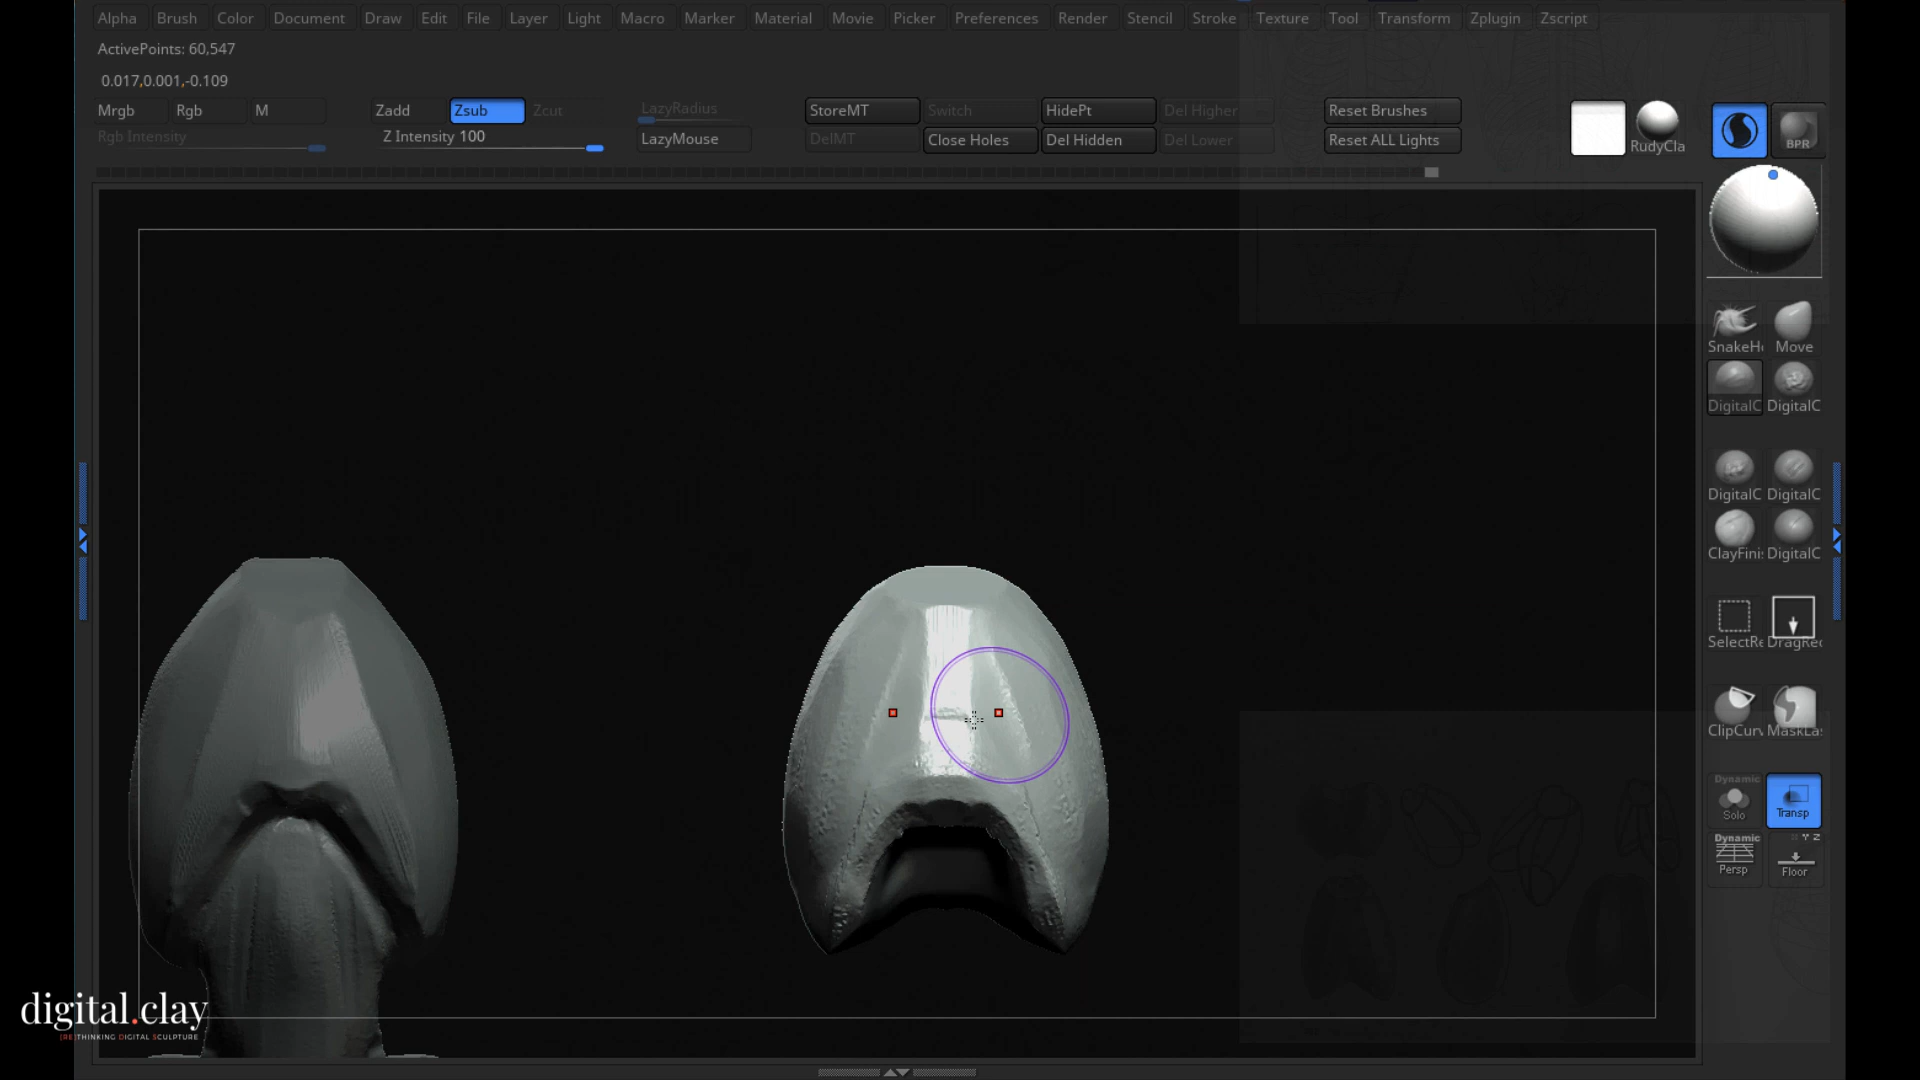 Alpha Brush Color Document Draw Edit File Layer Light Macro Marker Material Movie Picker Preferences Render Stencil Stroke Texture Tool Transform Zplugin Zscript
ActivePoints: 60,547
0.017,0.001,-0.109
Mrgb Rgb M Zadd Zsub Zcut LazyRadius StoreMT Switch HidePt Del Higher Reset Brushes
Rgb Intensity Z Intensity 100 LazyMouse DelMT Close Holes Del Hidden Del Lower Reset ALL Lights
RudyCla BPR
SnakeH Move
DigitalC DigitalC
DigitalC DigitalC
ClayFini DigitalC
SelectRe DragRec
ClipCurv MaskLas
Dynamic
Solo Transp
Dynamic Y Z
Persp Floor
digital.clay
[RE]THINKING DIGITAL SCULPTURE